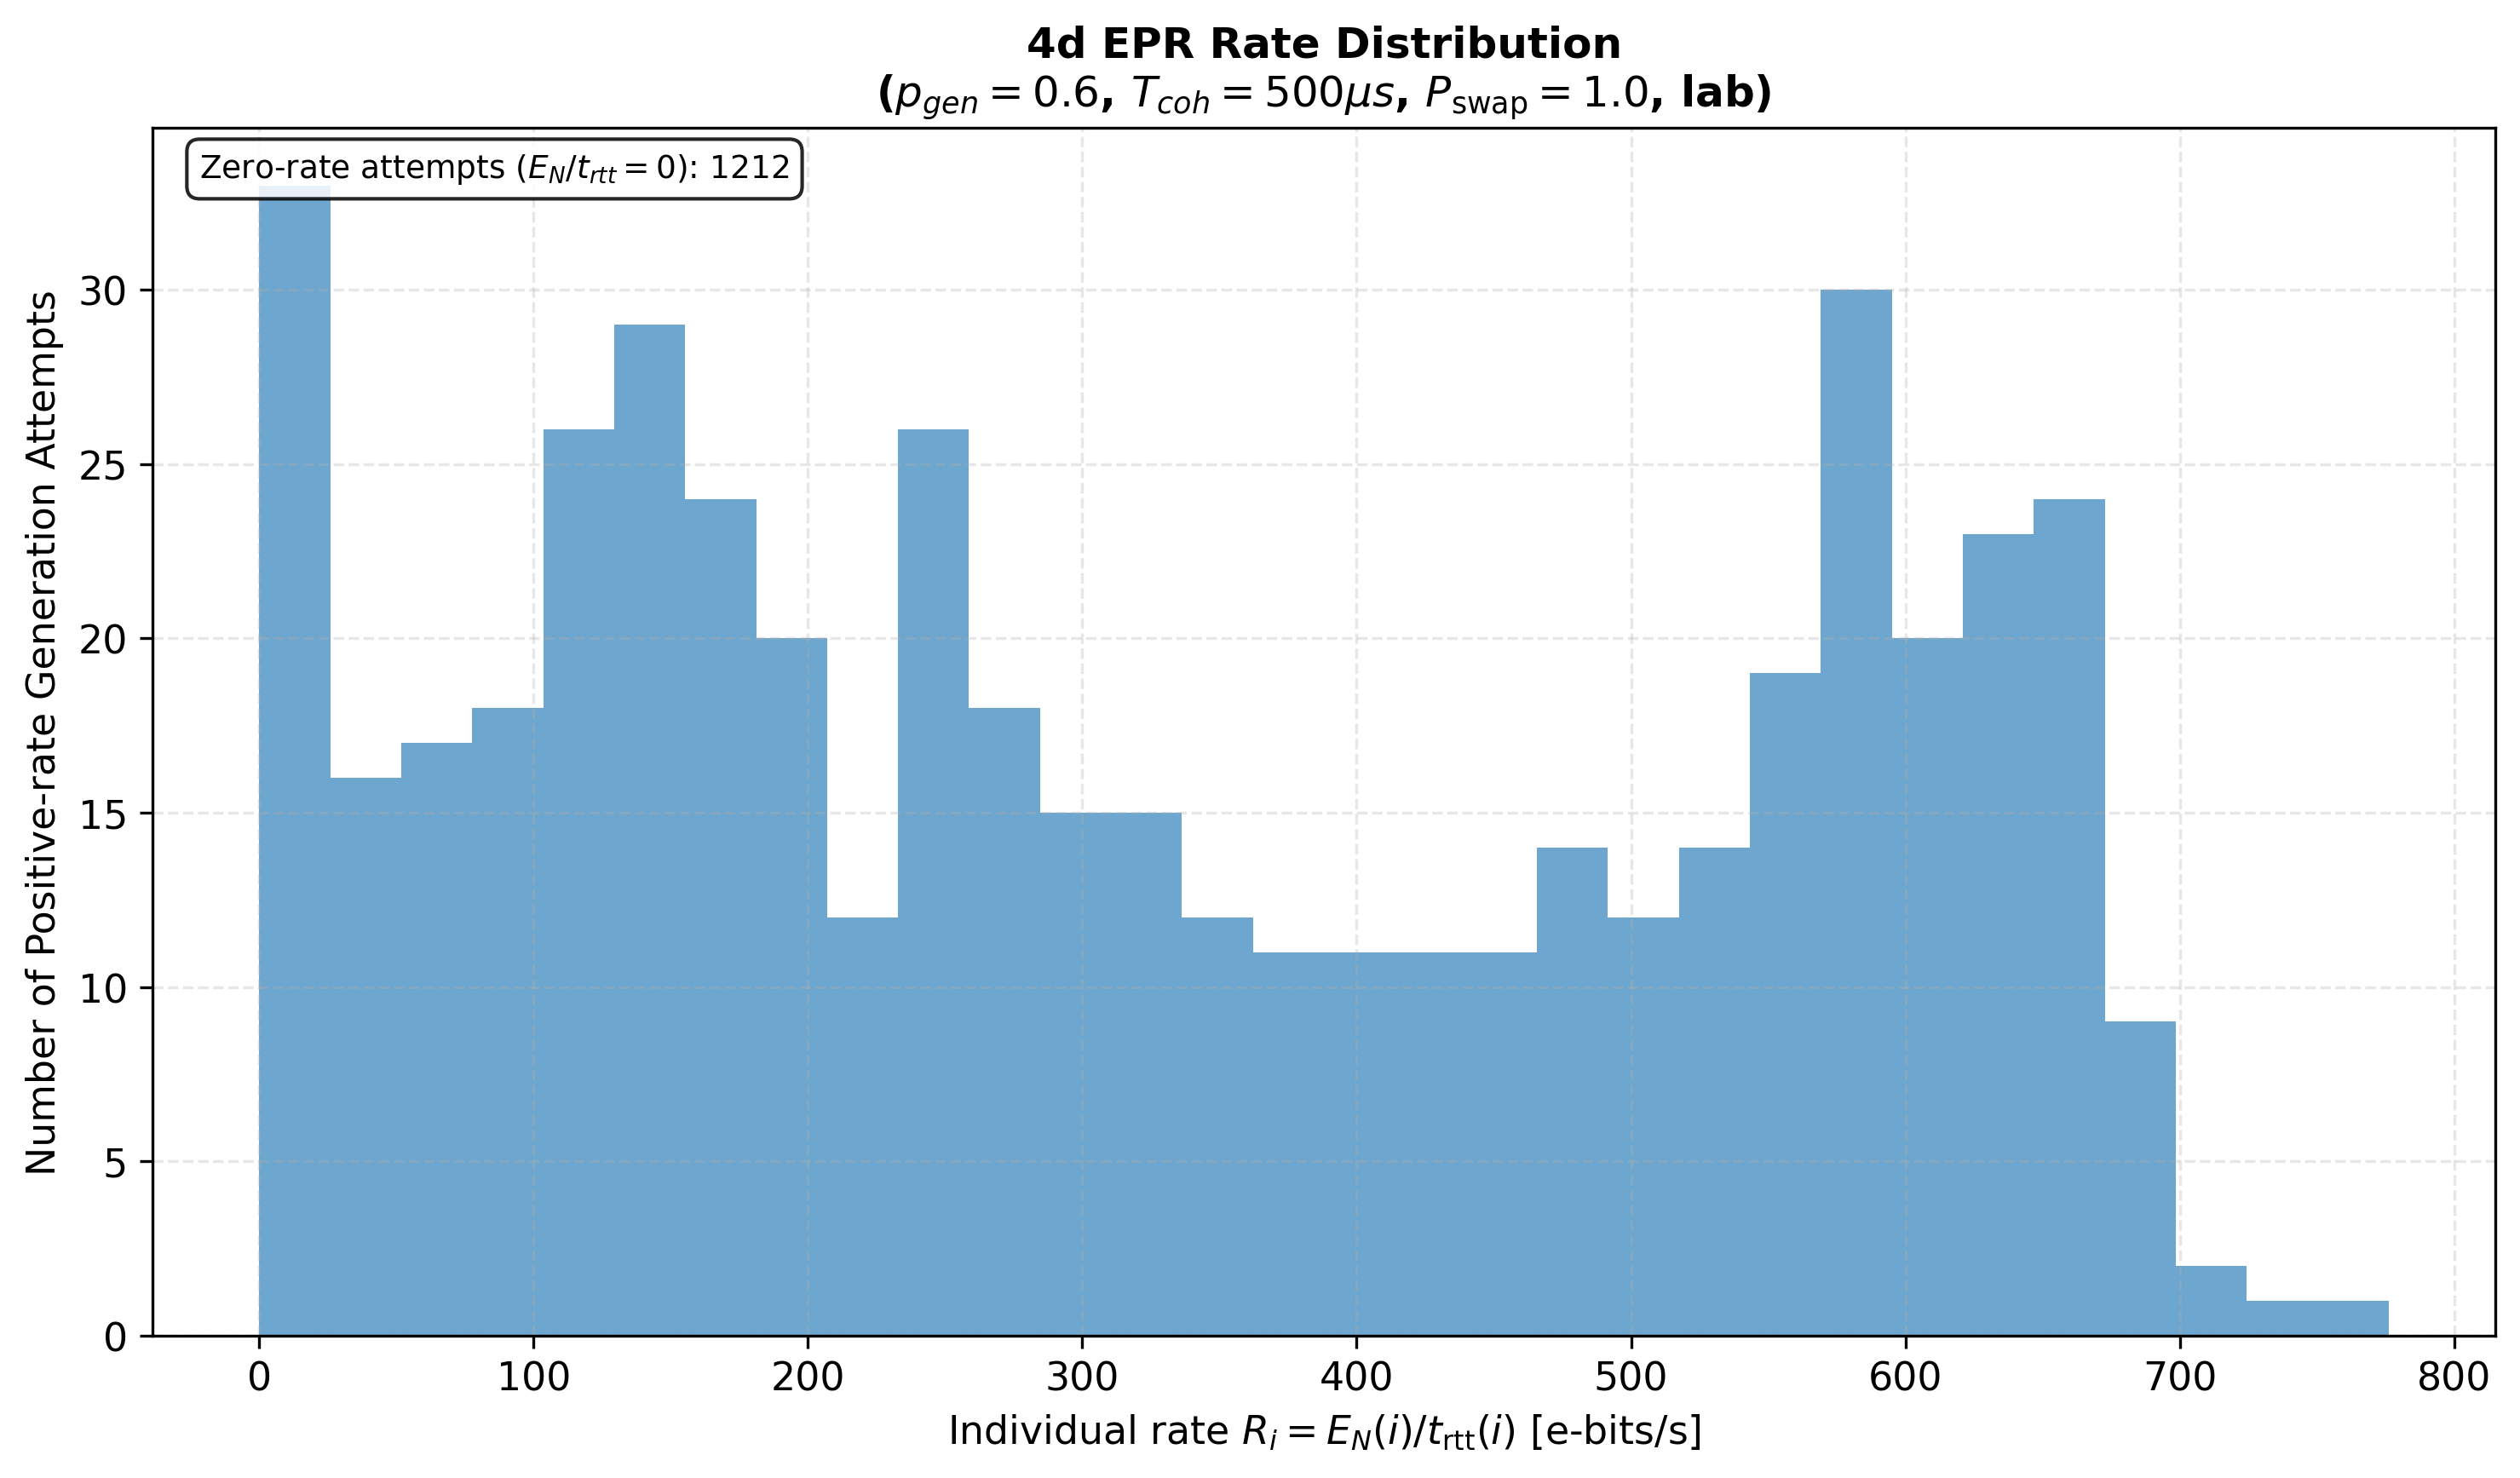 4d EPR Rate Distribution
(p_gen = 0.6, T_coh = 500μs, P_swap = 1.0, lab)
Zero-rate attempts (E_N/t_rtt = 0): 1212
Number of Positive-rate Generation Attempts
30
25
20
15
10
5
0
0 100 200 300 400 500 600 700 800
Individual rate R_i = E_N(i)/t_rtt(i) [e-bits/s]